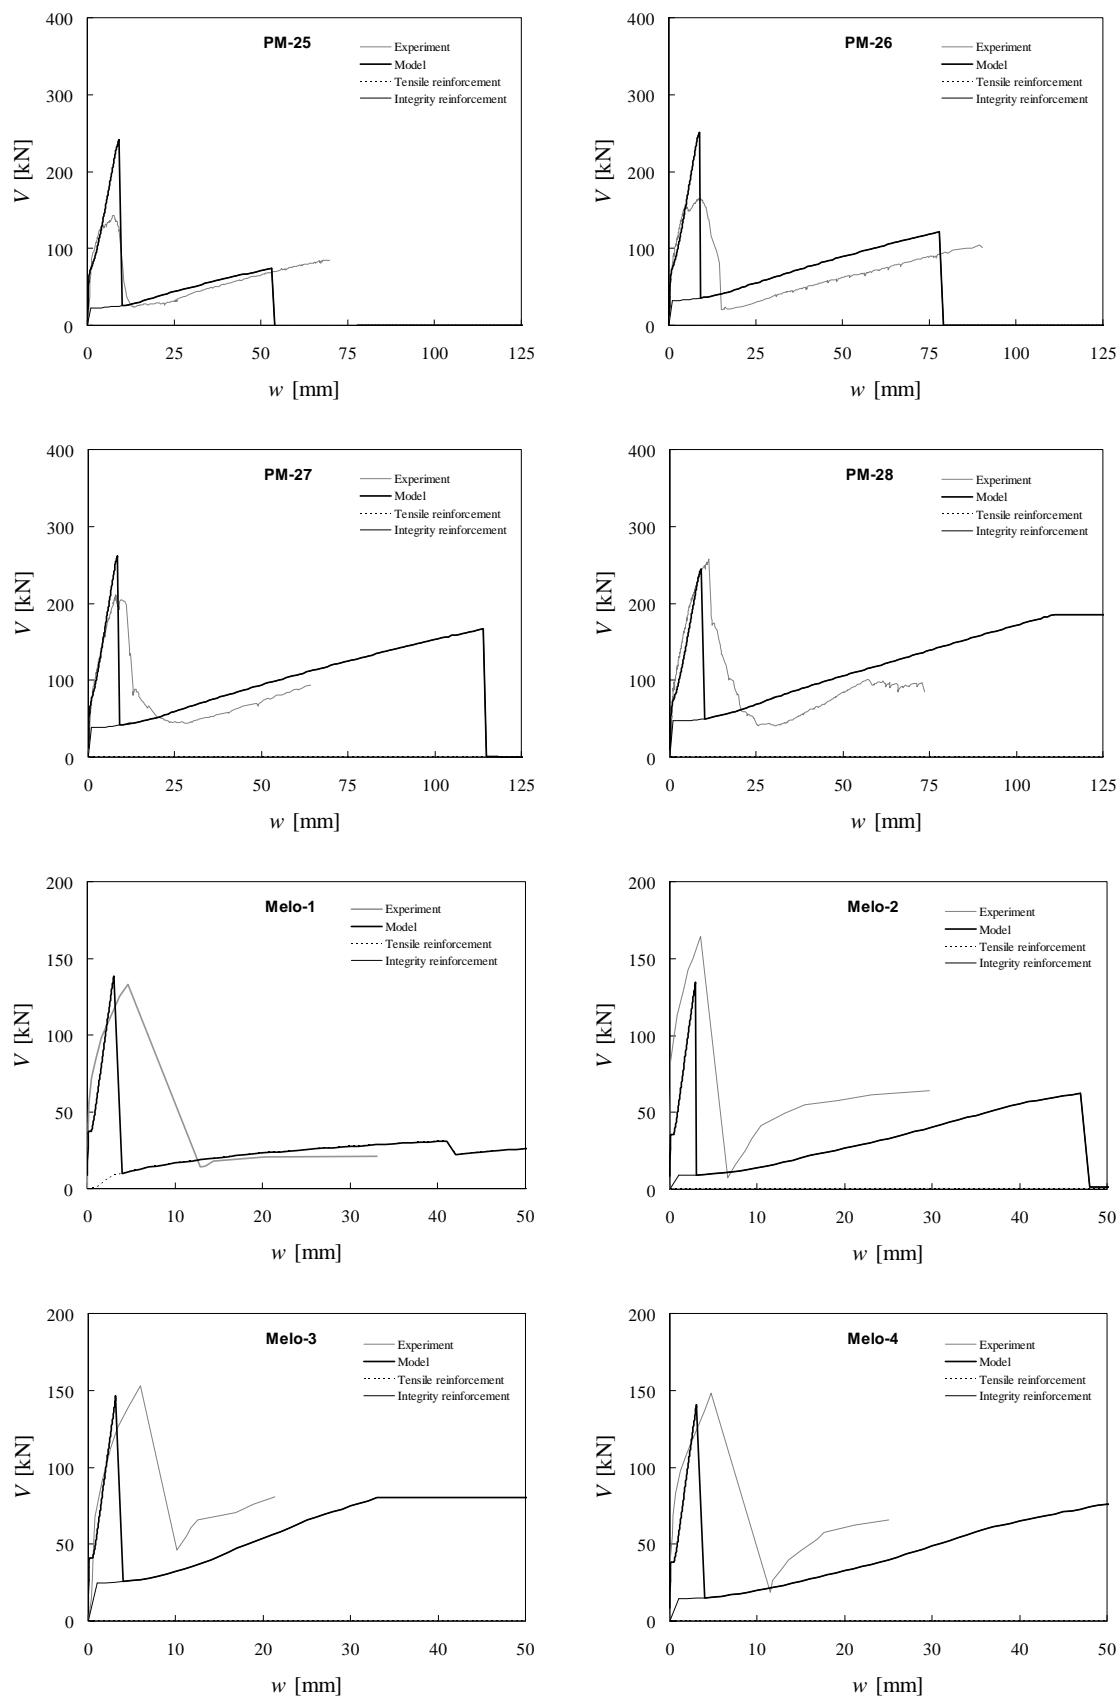 PM-25
Experiment
Model
Tensile reinforcement
Integrity reinforcement
400
300
200
100
0
V [kN]
0 25 50 75 100 125
w [mm]
PM-26
Experiment
Model
Tensile reinforcement
Integrity reinforcement
400
300
200
100
0
V [kN]
0 25 50 75 100 125
w [mm]
PM-27
Experiment
Model
Tensile reinforcement
Integrity reinforcement
400
300
200
100
0
V [kN]
0 25 50 75 100 125
w [mm]
PM-28
Experiment
Model
Tensile reinforcement
Integrity reinforcement
400
300
200
100
0
V [kN]
0 25 50 75 100 125
w [mm]
Melo-1
Experiment
Model
Tensile reinforcement
Integrity reinforcement
200
150
100
50
0
V [kN]
0 10 20 30 40 50
w [mm]
Melo-2
Experiment
Model
Tensile reinforcement
Integrity reinforcement
200
150
100
50
0
V [kN]
0 10 20 30 40 50
w [mm]
Melo-3
Experiment
Model
Tensile reinforcement
Integrity reinforcement
200
150
100
50
0
V [kN]
0 10 20 30 40 50
w [mm]
Melo-4
Experiment
Model
Tensile reinforcement
Integrity reinforcement
200
150
100
50
0
V [kN]
0 10 20 30 40 50
w [mm]